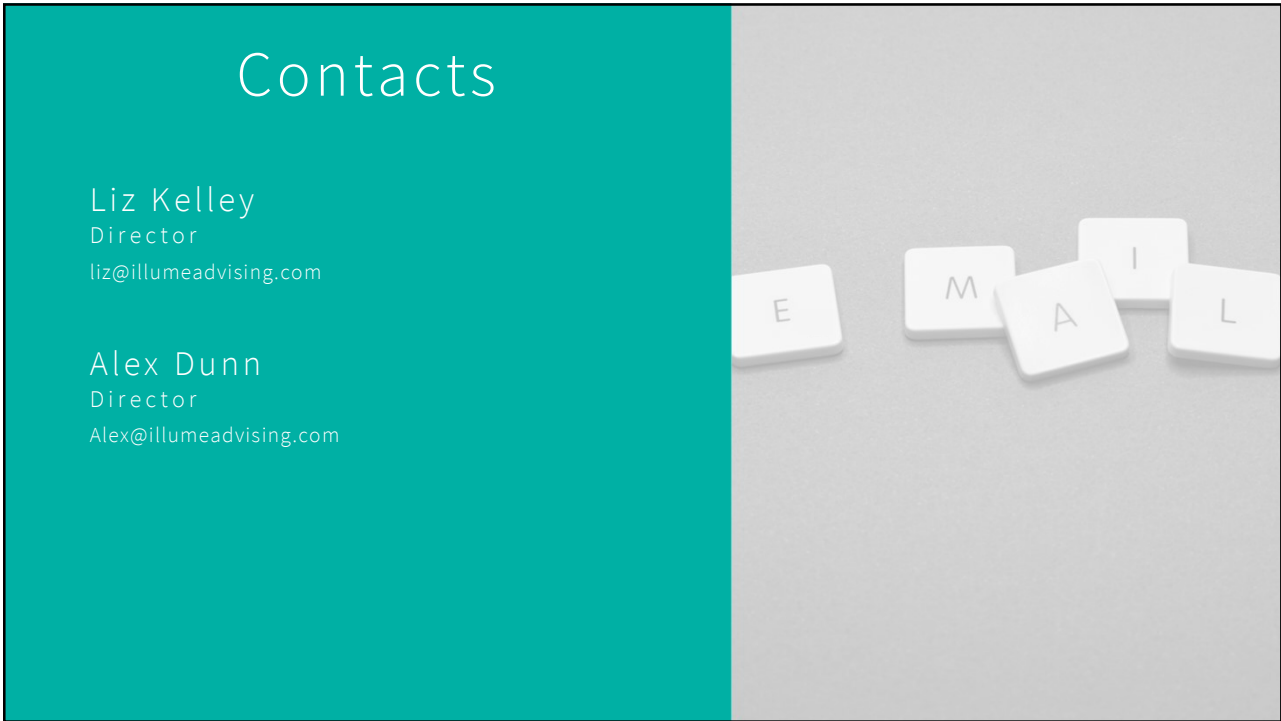 Contacts
Liz Kelley
Director
liz@illumeadvising.com
Alex Dunn
Director
Alex@illumeadvising.com
E M A I L